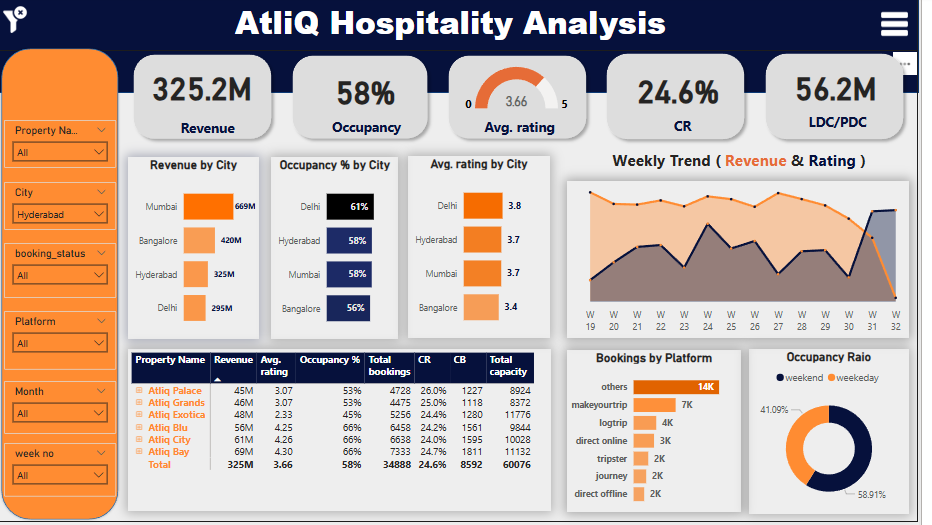 AtliQ Hospitality Analysis
325.2M
Revenue
58%
Occupancy
0
3.66
5
Avg. rating
24.6%
CR
56.2M
LDC/PDC
Property Na...
All
City
Hyderabad
booking_status
All
Platform
All
Month
All
week no
All
Revenue by City
Mumbai 669M
Bangalore 420M
Hyderabad 325M
Delhi 295M
Occupancy % by City
Delhi 61%
Hyderabad 58%
Mumbai 58%
Bangalore 56%
Avg. rating by City
Delhi 3.8
Hyderabad 3.7
Mumbai 3.7
Bangalore 3.4
Weekly Trend ( Revenue & Rating )
W 19
W 20
W 21
W 22
W 23
W 24
W 25
W 26
W 27
W 28
W 29
W 30
W 31
W 32
Property Name Revenue Avg. rating Occupancy % Total bookings CR CB Total capacity
Atliq Palace 45M 3.07 53% 4728 26.0% 1227 8924
Atliq Grands 46M 3.07 53% 4475 25.0% 1118 8372
Atliq Exotica 48M 2.33 45% 5256 24.4% 1280 11776
Atliq Blu 56M 4.25 66% 6458 24.2% 1561 9844
Atliq City 61M 4.26 66% 6638 24.0% 1595 10028
Atliq Bay 69M 4.30 66% 7333 24.7% 1811 11132
Total 325M 3.66 58% 34888 24.6% 8592 60076
Bookings by Platform
others 14K
makeyourtrip 7K
logtrip 4K
direct online 3K
tripster 2K
journey 2K
direct offline 2K
Occupancy Raio
weekend weekeday
41.09%
58.91%